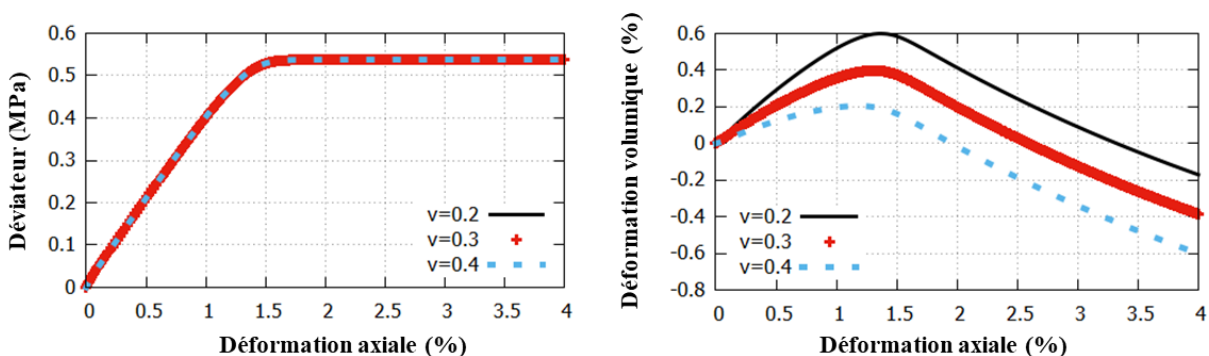 Déviateur (MPa)
0.6
0.5
0.4
0.3
0.2
0.1
0
v=0.2
v=0.3
v=0.4
0 0.5 1 1.5 2 2.5 3 3.5 4
Déformation axiale (%)
Déformation volumique (%)
0.6
0.4
0.2
0
-0.2
-0.4
-0.6
-0.8
v=0.2
v=0.3
v=0.4
0 0.5 1 1.5 2 2.5 3 3.5 4
Déformation axiale (%)